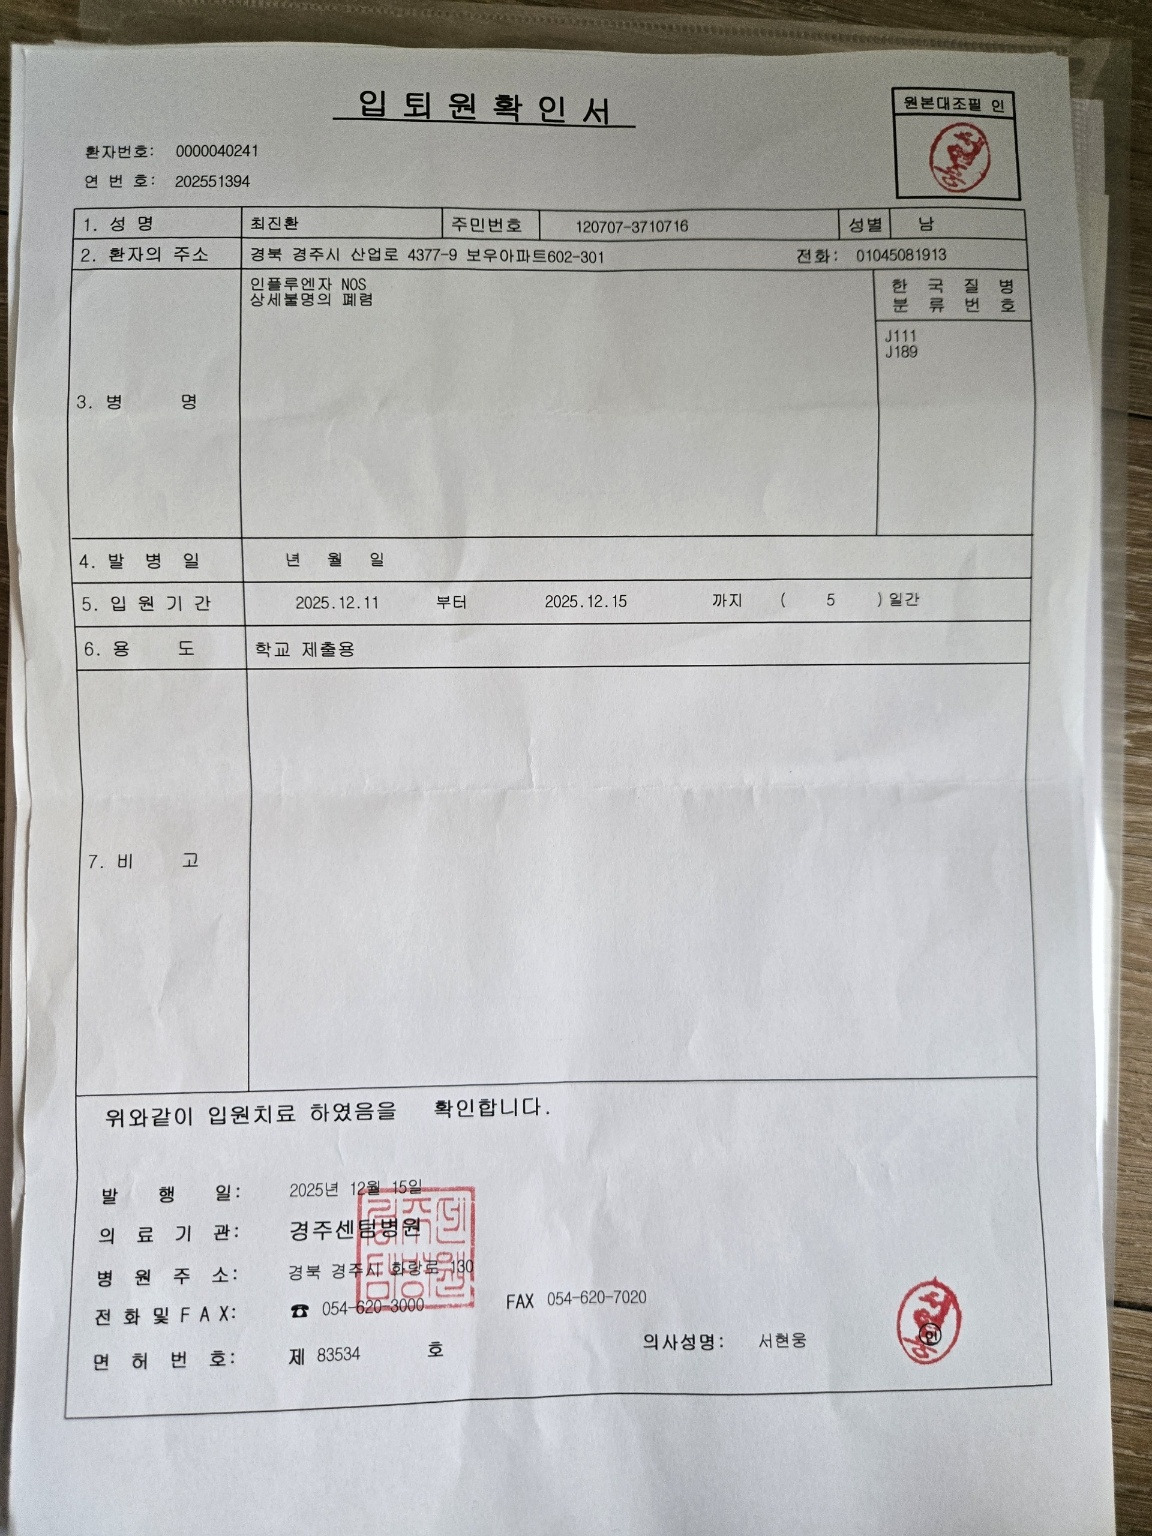 입퇴원확인서
원본대조필 인
환자번호: 0000040241
연 번 호: 202551394
1. 성 명 최진환 주민번호 120707-3710716 성별 남
2. 환자의 주소 경북 경주시 산업로 4377-9 보우아파트602-301 전화: 01045081913
3. 병 명
인플루엔자 NOS
상세불명의 폐렴
한 국 질 병
분 류 번 호
J111
J189
4. 발 병 일 년 월 일
5. 입 원 기 간 2025.12.11 부터 2025.12.15 까지 ( 5 )일간
6. 용 도 학교 제출용
7. 비 고
위와같이 입원치료 하였음을 확인합니다.
발 행 일: 2025년 12월 15일
의 료 기 관: 경주센텀병원
병 원 주 소: 경북 경주시 화랑로 130
전 화 및 F A X: ☎ 054-620-3000 FAX 054-620-7020
면 허 번 호: 제 83534 호 의사성명: 서현웅 인